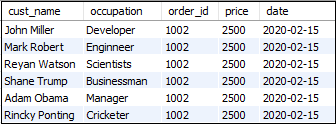 cust_name occupation order_id price date
John Miller Developer 1002 2500 2020-02-15
Mark Robert Enginneer 1002 2500 2020-02-15
Reyan Watson Scientists 1002 2500 2020-02-15
Shane Trump Businessman 1002 2500 2020-02-15
Adam Obama Manager 1002 2500 2020-02-15
Rincky Ponting Cricketer 1002 2500 2020-02-15